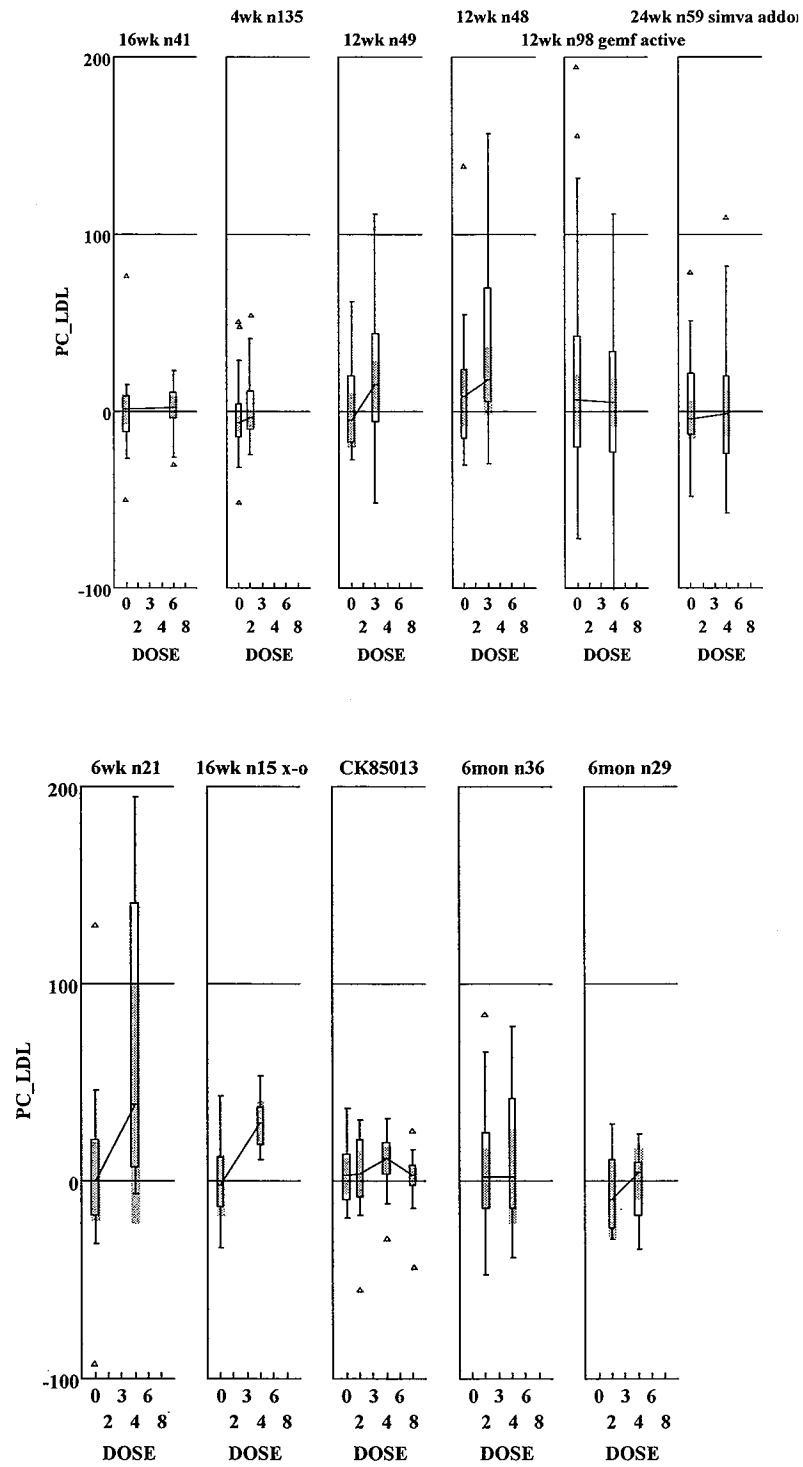 4wk n135 12wk n48 24wk n59 simva addo
16wk n41 12wk n49 12wk n98 gemf active
200
100
PC_LDL
0
-100
0 3 6 0 3 6 0 3 6 0 3 6 0 3 6 0 3 6
2 4 8 2 4 8 2 4 8 2 4 8 2 4 8 2 4 8
DOSE DOSE DOSE DOSE DOSE DOSE
6wk n21 16wk n15 x-o CK85013 6mon n36 6mon n29
200
100
PC_LDL
0
-100
0 3 6 0 3 6 0 3 6 0 3 6 0 3 6
2 4 8 2 4 8 2 4 8 2 4 8 2 4 8
DOSE DOSE DOSE DOSE DOSE